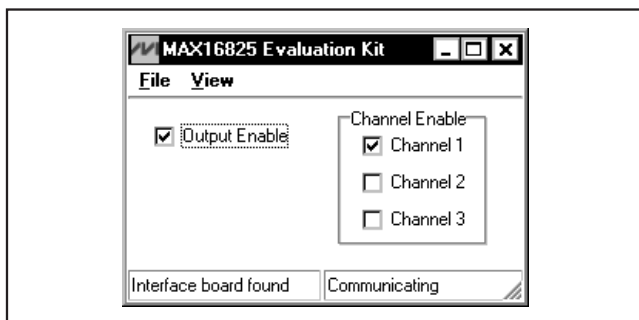 MAX16825 Evaluation Kit
File View
Output Enable
Channel Enable
Channel 1
Channel 2
Channel 3
Interface board found
Communicating